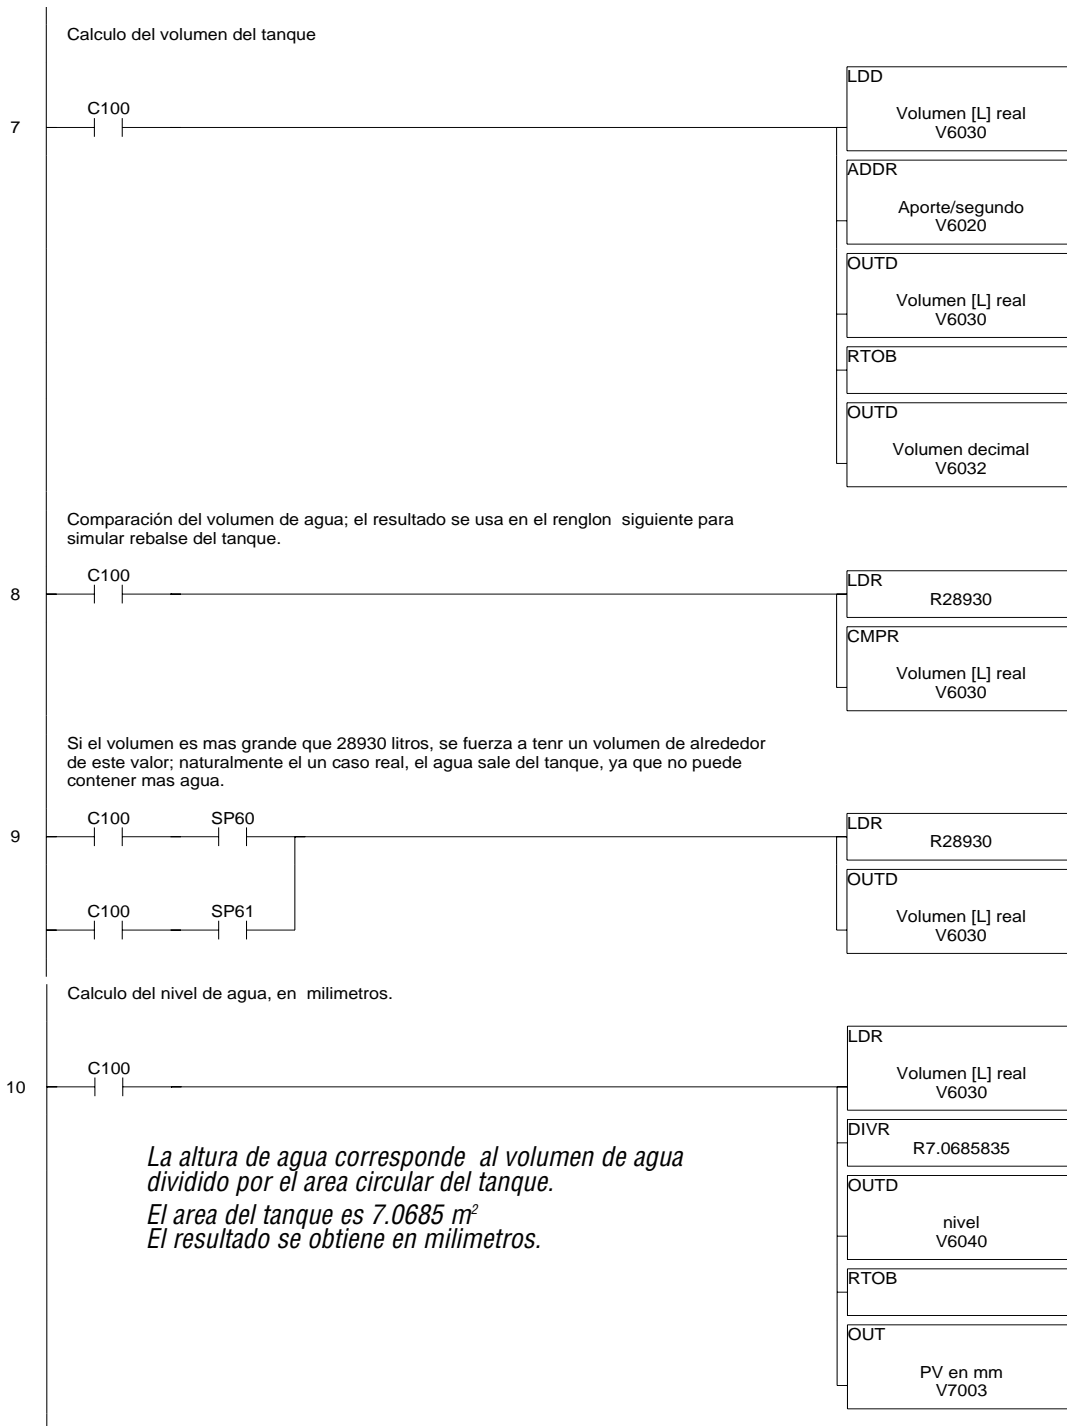 Calculo del volumen del tanque
LDD
C100
Volumen [L] real
7
V6030
ADDR
Aporte/segundo
V6020
OUTD
Volumen [L] real
V6030
RTOB
OUTD
Volumen decimal
V6032
Comparación del volumen de agua; el resultado se usa en el renglon siguiente para
simular rebalse del tanque.
C100
LDR
8
R28930
CMPR
Volumen [L] real
V6030
Si el volumen es mas grande que 28930 litros, se fuerza a tenr un volumen de alrededor
de este valor; naturalmente el un caso real, el agua sale del tanque, ya que no puede
contener mas agua.
C100 SP60
LDR
9
R28930
OUTD
C100 SP61
Volumen [L] real
V6030
Calculo del nivel de agua, en milimetros.
LDR
C100
Volumen [L] real
10
V6030
DIVR
R7.0685835
La altura de agua corresponde al volumen de agua
dividido por el area circular del tanque.
El area del tanque es 7.0685 m²
El resultado se obtiene en milimetros.
OUTD
nivel
V6040
RTOB
OUT
PV en mm
V7003